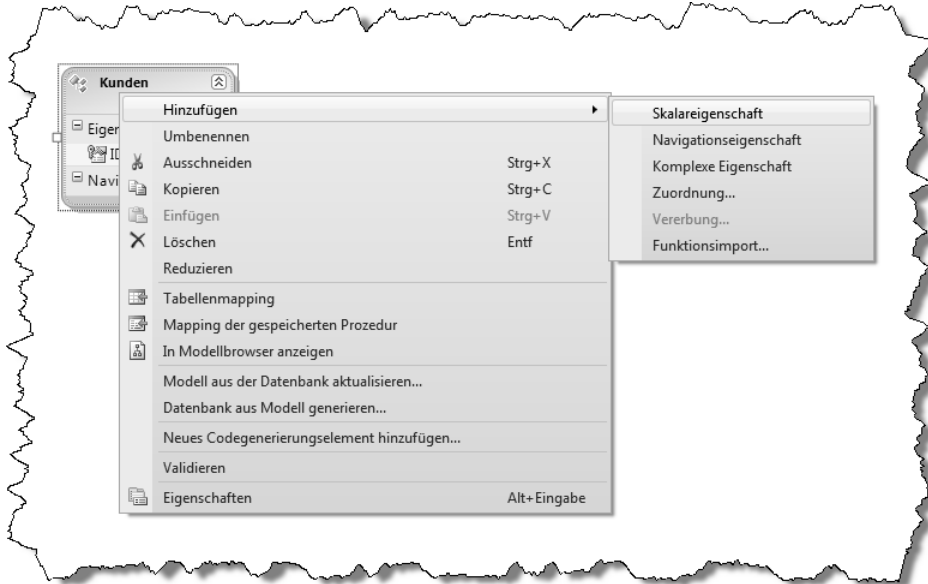 Kunden
Hinzufügen
Umbenennen
Ausschneiden Strg+X
Kopieren Strg+C
Einfügen Strg+V
Löschen Entf
Reduzieren
Tabellenmapping
Mapping der gespeicherten Prozedur
In Modellbrowser anzeigen
Modell aus der Datenbank aktualisieren...
Datenbank aus Modell generieren...
Neues Codegenerierungselement hinzufügen...
Validieren
Eigenschaften Alt+Eingabe
Skalareigenschaft
Navigationseigenschaft
Komplexe Eigenschaft
Zuordnung...
Vererbung...
Funktionsimport...